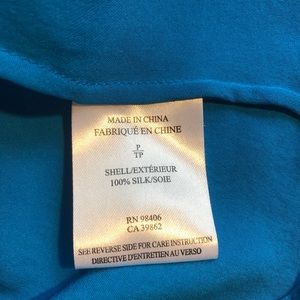 MADE IN CHINA
FABRIQUÉ EN CHINE
P
TP
SHELL/EXTÉRIEUR
100% SILK/SOIE
RN 98406
CA 39862
SEE REVERSE SIDE FOR CARE INSTRUCTION
DIRECTIVE D'ENTRETIEN AU VERSO